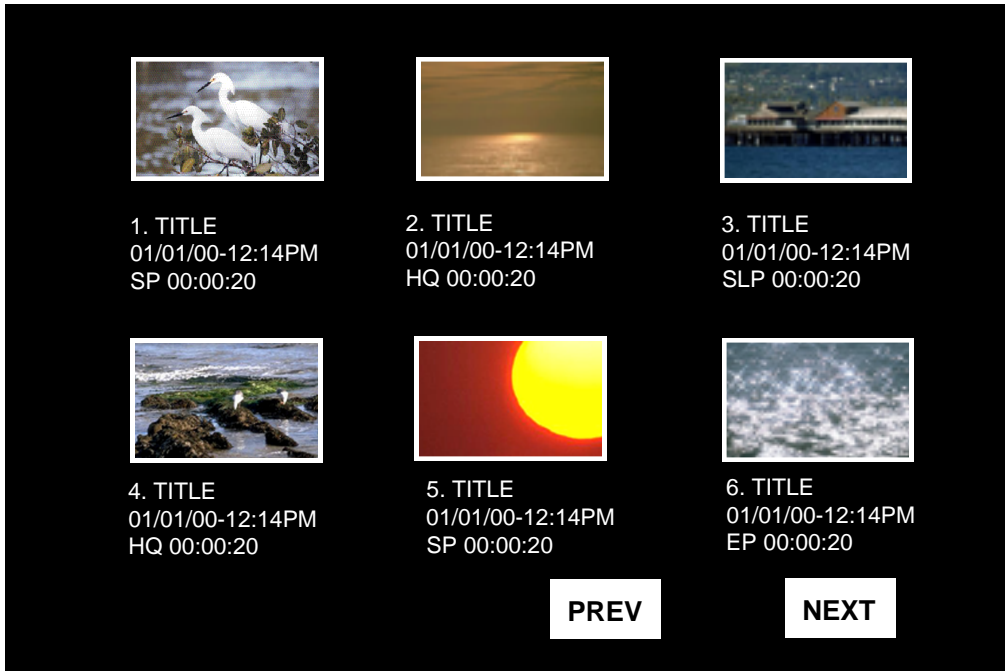 1. TITLE
01/01/00-12:14PM
SP 00:00:20
2. TITLE
01/01/00-12:14PM
HQ 00:00:20
3. TITLE
01/01/00-12:14PM
SLP 00:00:20
4. TITLE
01/01/00-12:14PM
HQ 00:00:20
5. TITLE
01/01/00-12:14PM
SP 00:00:20
6. TITLE
01/01/00-12:14PM
EP 00:00:20
PREV
NEXT